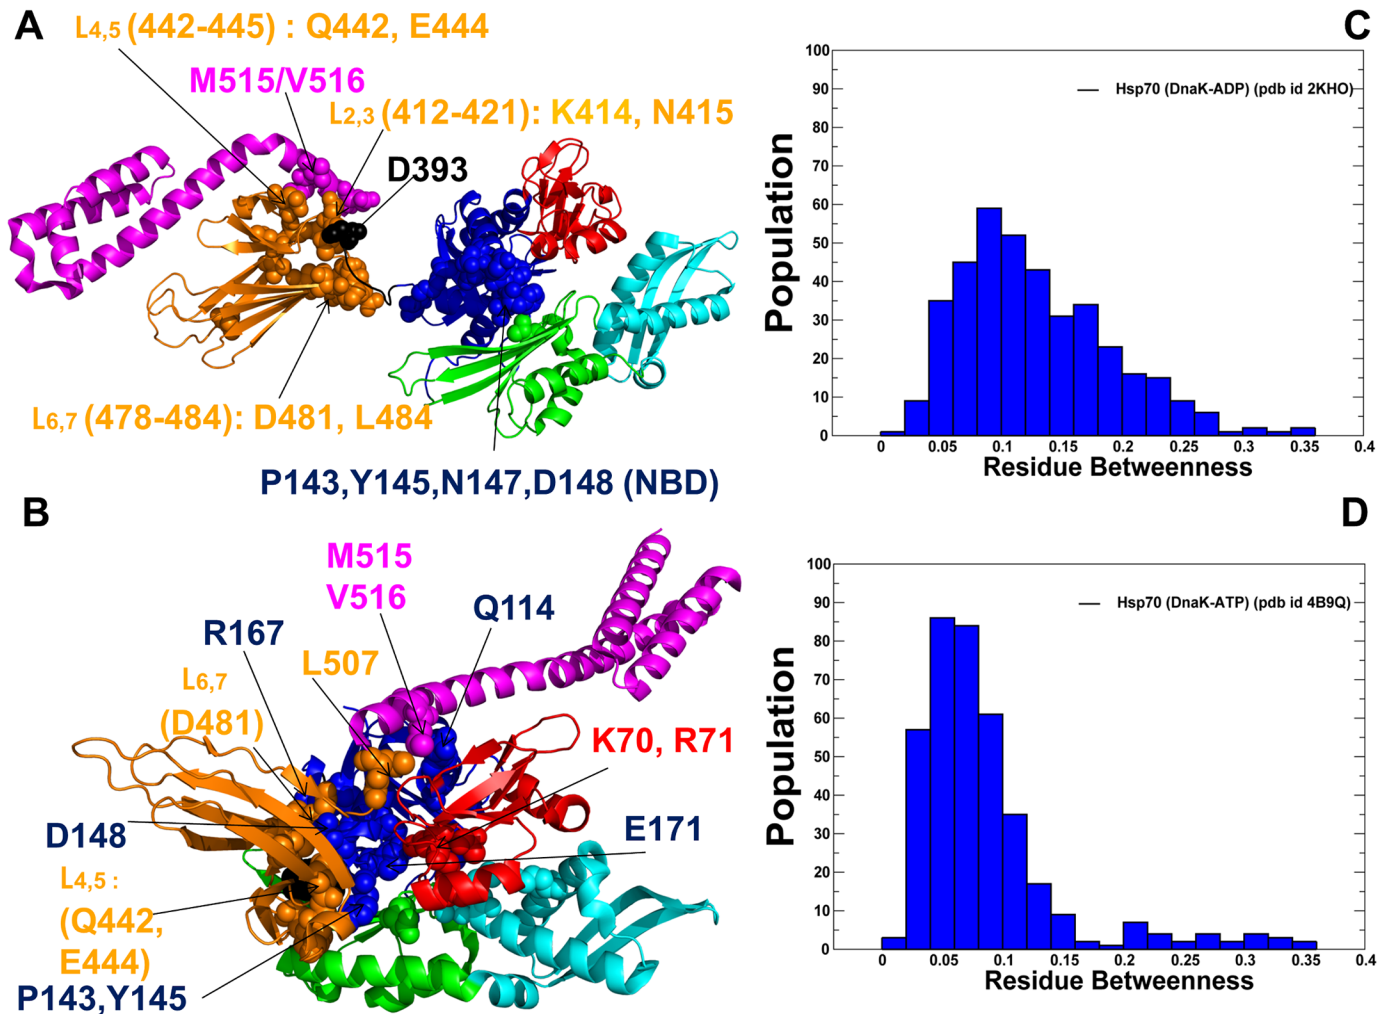 A
L4,5 (442-445) : Q442, E444
M515/V516
L2,3 (412-421): K414, N415
D393
L6,7 (478-484): D481, L484
P143,Y145,N147,D148 (NBD)
C
100
90
80
70
60
50
40
30
20
10
0
Population
Hsp70 (DnaK-ADP) (pdb id 2KHO)
0 0.05 0.1 0.15 0.2 0.25 0.3 0.35 0.4
Residue Betweenness
B
M515
V516
Q114
R167
L507
L6,7
(D481)
K70, R71
D148
E171
L4,5 :
(Q442,
E444)
P143,Y145
D
100
90
80
70
60
50
40
30
20
10
0
Population
Hsp70 (DnaK-ATP) (pdb id 4B9Q)
0 0.05 0.1 0.15 0.2 0.25 0.3 0.35 0.4
Residue Betweenness